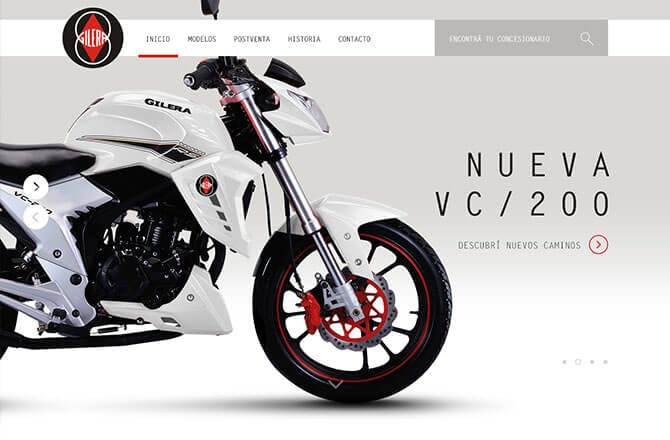 GILERA
INICIO MODELOS POSTVENTA HISTORIA CONTACTO
ENCONTRÁ TU CONCESIONARIO
GILERA
NUEVA
VC/200
DESCUBRÍ NUEVOS CAMINOS